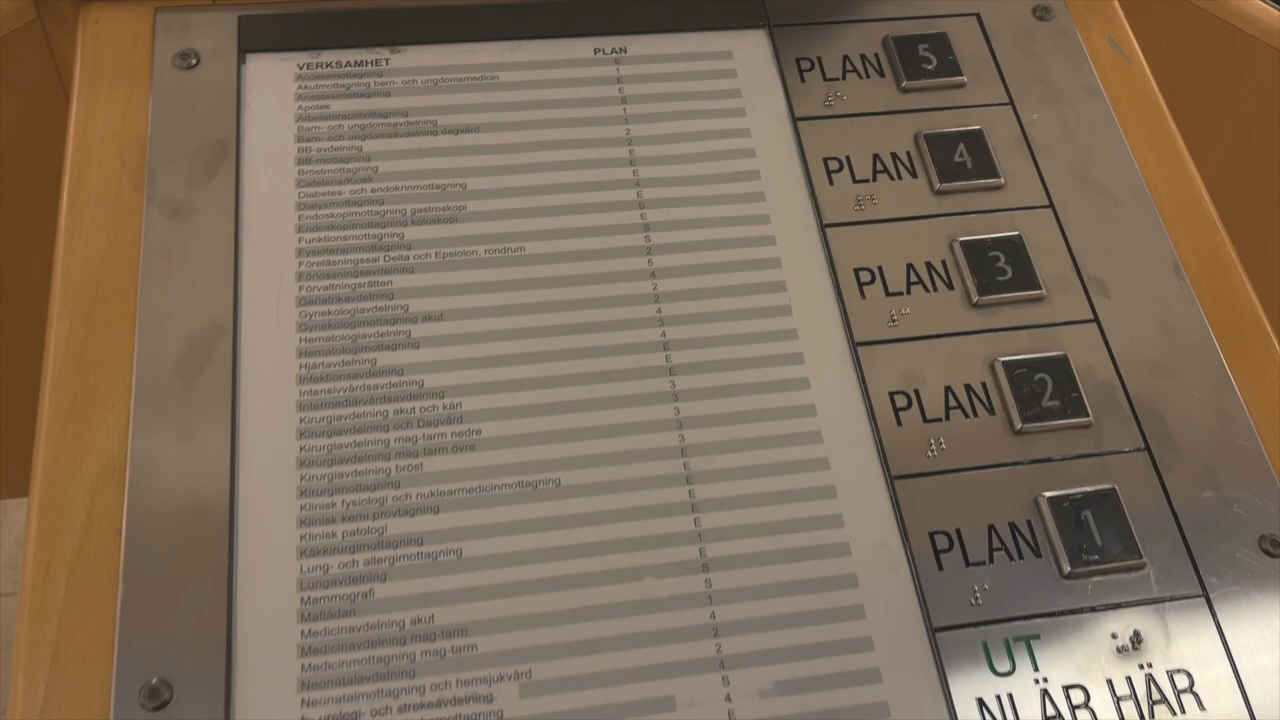 VERKSAMHET PLAN
Accessmottagning E
Akutmottagning barn- och ungdomsmedicin 1
Anestesimottagning E
Apotek E
Arbetsterapimottagning S
Barn- och ungdomsavdelning 1
Barn- och ungdomsavdelning dagvård 1
BB-avdelning 2
BB-mottagning 2
Bröstmottagning E
Cafeteria/Kiosk E
Diabetes- och endokrinmottagning E
Dialysmottagning 4
Endoskopimottagning gastroskopi E
Endoskopimottagning koloskopi S
Funktionsmottagning E
Fysioterapimottagning S
Föreläsningssal Delta och Epsiolon, rondrum S
Förlossningsavdelning 2
Förvaltningsrätten 5
Geriatrikavdelning 4
Gynekologiavdelning 2
Gynekologimottagning akut 2
Hematologiavdelning 4
Hematologimottagning 3
Hjärtavdelning 4
Infektionsavdelning E
Intensivvårdsavdelning E
Intermediärvårdsavdelning E
Kirurgiavdelning akut och kärl 3
Kirurgiavdelning och Dagvård 3
Kirurgiavdelning mag-tarm nedre 3
Kirurgiavdelning mag-tarm övre 3
Kirurgiavdelning bröst 3
Kirurgimottagning E
Klinisk fysiologi och nuklearmedicinmottagning E
Klinisk kemi provtagning E
Klinisk patologi E
Käkkirurgimottagning E
Lung- och allergimottagning E
Lungavdelning 1
Mammografi E
Matlådan S
Medicinavdelning akut S
Medicinavdelning mag-tarm 1
Medicinmottagning mag-tarm 4
Neonatalavdelning 2
Neonatalmottagning och hemsjukvård 2
och strokeavdelning 4
PLAN 5
PLAN 4
PLAN 3
PLAN 2
PLAN 1
UT
NLÄR HÄR